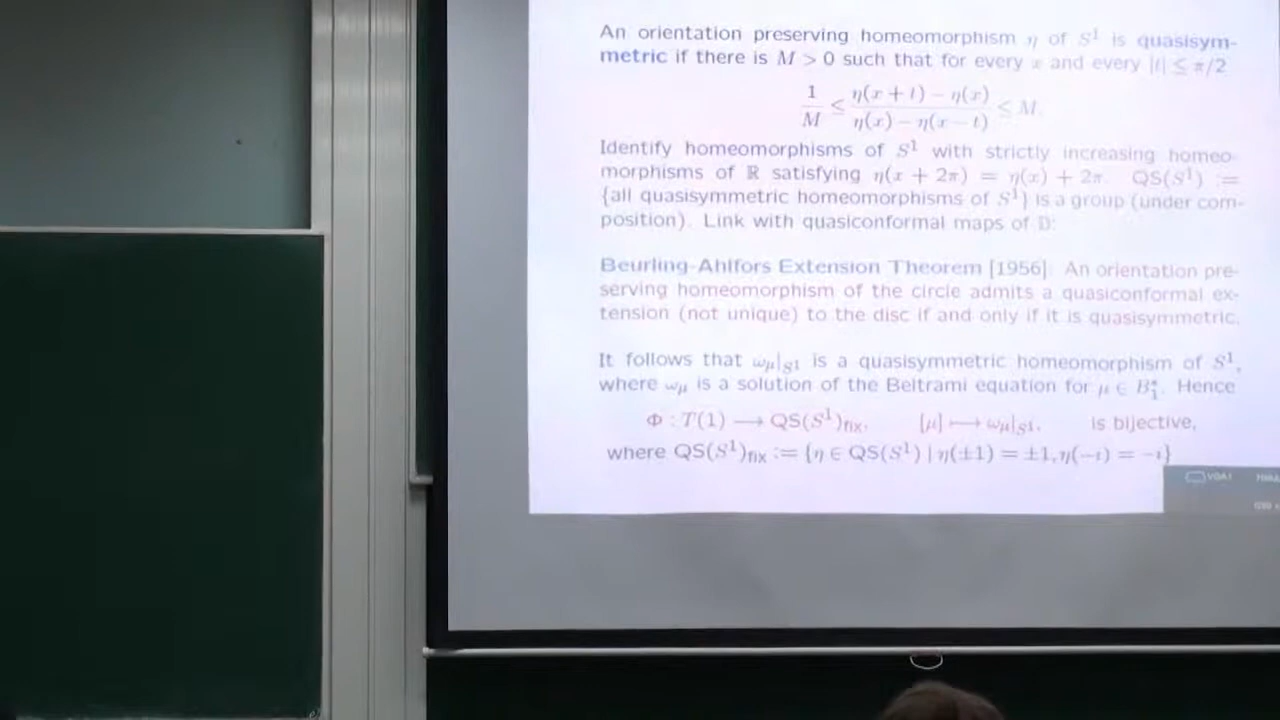 An orientation preserving homeomorphism η of S¹ is quasisym-
metric if there is M > 0 such that for every x and every |t| ≤ π/2
1/M ≤ (η(x + t) − η(x))/(η(x) − η(x − t)) ≤ M.
Identify homeomorphisms of S¹ with strictly increasing homeo-
morphisms of ℝ satisfying η(x + 2π) = η(x) + 2π. QS(S¹) :=
{all quasisymmetric homeomorphisms of S¹} is a group (under com-
position). Link with quasiconformal maps of 𝔻:
Beurling-Ahlfors Extension Theorem [1956]: An orientation pre-
serving homeomorphism of the circle admits a quasiconformal ex-
tension (not unique) to the disc if and only if it is quasisymmetric.
It follows that ω_μ|_{S¹} is a quasisymmetric homeomorphism of S¹,
where ω_μ is a solution of the Beltrami equation for μ ∈ B₁*. Hence
Φ : T(1) ⟶ QS(S¹)_fix, [μ] ⟼ ω_μ|_{S¹}, is bijective,
where QS(S¹)_fix := {η ∈ QS(S¹) | η(±1) = ±1, η(−i) = −i}
VGA1